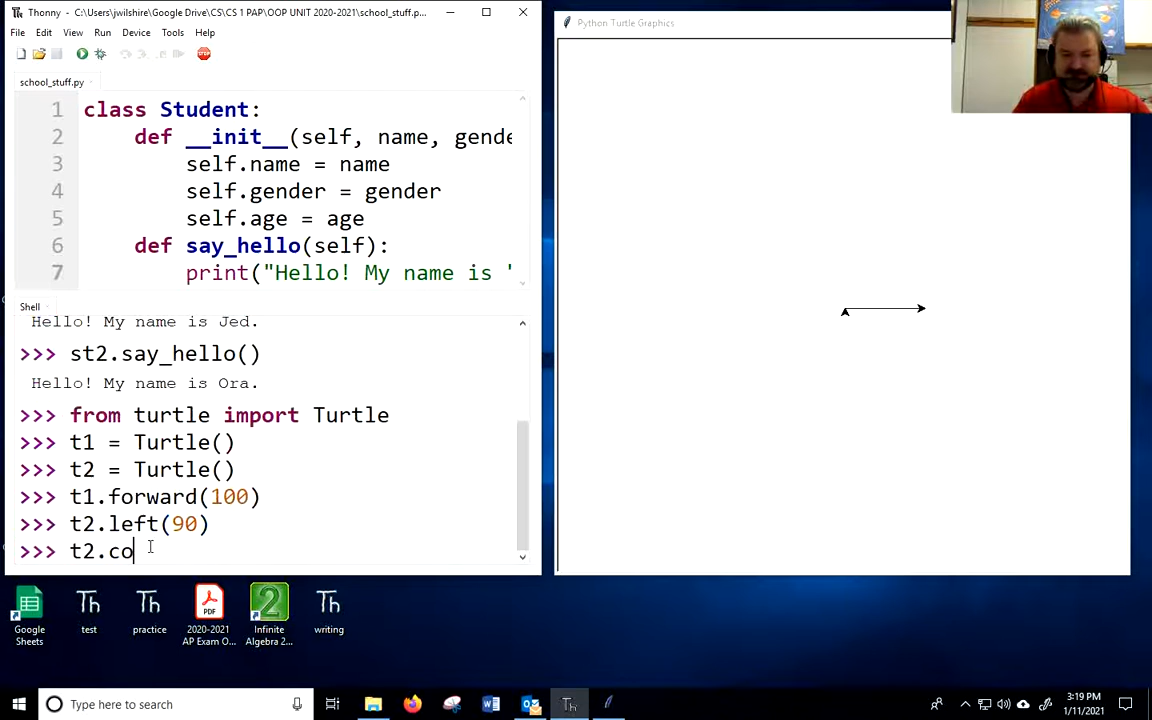 Thonny - C:\Users\jwilshire\Google Drive\CS\CS 1 PAP\OOP UNIT 2020-2021\school_stuff.p...
File Edit View Run Device Tools Help
school_stuff.py
1 class Student:
2 def __init__(self, name, gende
3 self.name = name
4 self.gender = gender
5 self.age = age
6 def say_hello(self):
7 print("Hello! My name is '
Shell
Hello! My name is Jed.
>>> st2.say_hello()
Hello! My name is Ora.
>>> from turtle import Turtle
>>> t1 = Turtle()
>>> t2 = Turtle()
>>> t1.forward(100)
>>> t2.left(90)
>>> t2.co
Python Turtle Graphics
Google Sheets
test
practice
2020-2021 AP Exam O...
Infinite Algebra 2...
writing
Type here to search
3:19 PM
1/11/2021